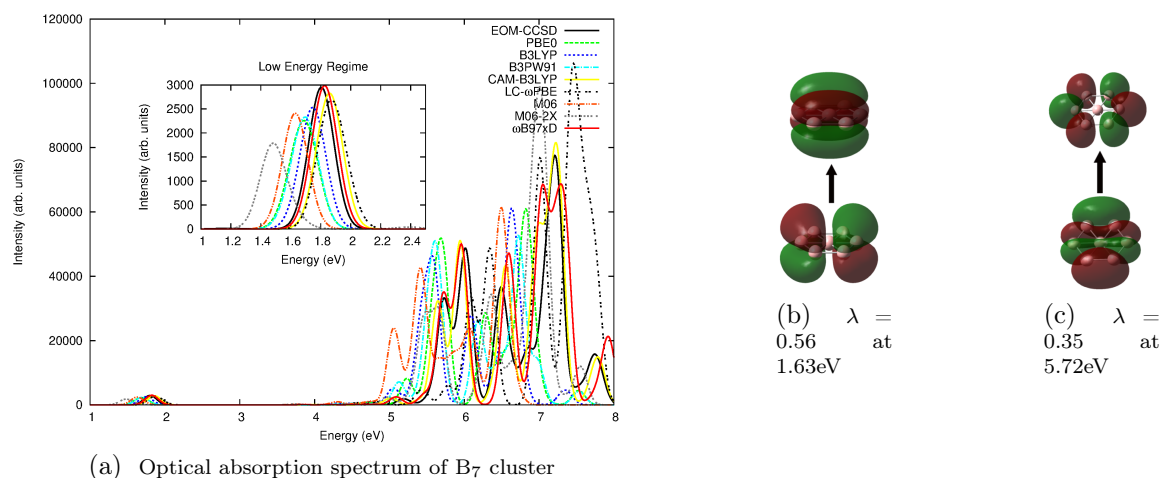 120000
100000
80000
60000
40000
20000
0
Intensity (arb. units)
1 2 3 4 5 6 7 8
Energy (eV)
EOM-CCSD
PBE0
B3LYP
B3PW91
CAM-B3LYP
LC-ωPBE
M06
M06-2X
ωB97xD
Low Energy Regime
3000
2500
2000
1500
1000
500
0
Intensity (arb. units)
1 1.2 1.4 1.6 1.8 2 2.2 2.4
Energy (eV)
(a) Optical absorption spectrum of B₇ cluster
(b) λ =
0.56 at
1.63eV
(c) λ =
0.35 at
5.72eV